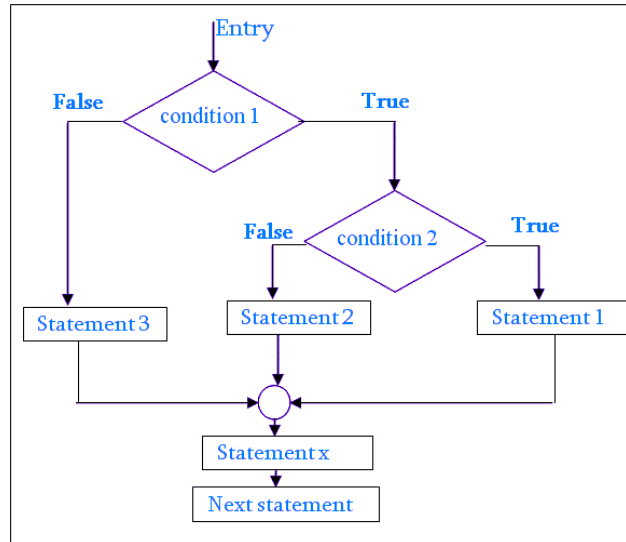 Entry
False
True
condition 1
False
True
condition 2
Statement 3
Statement 2
Statement 1
Statement x
Next statement